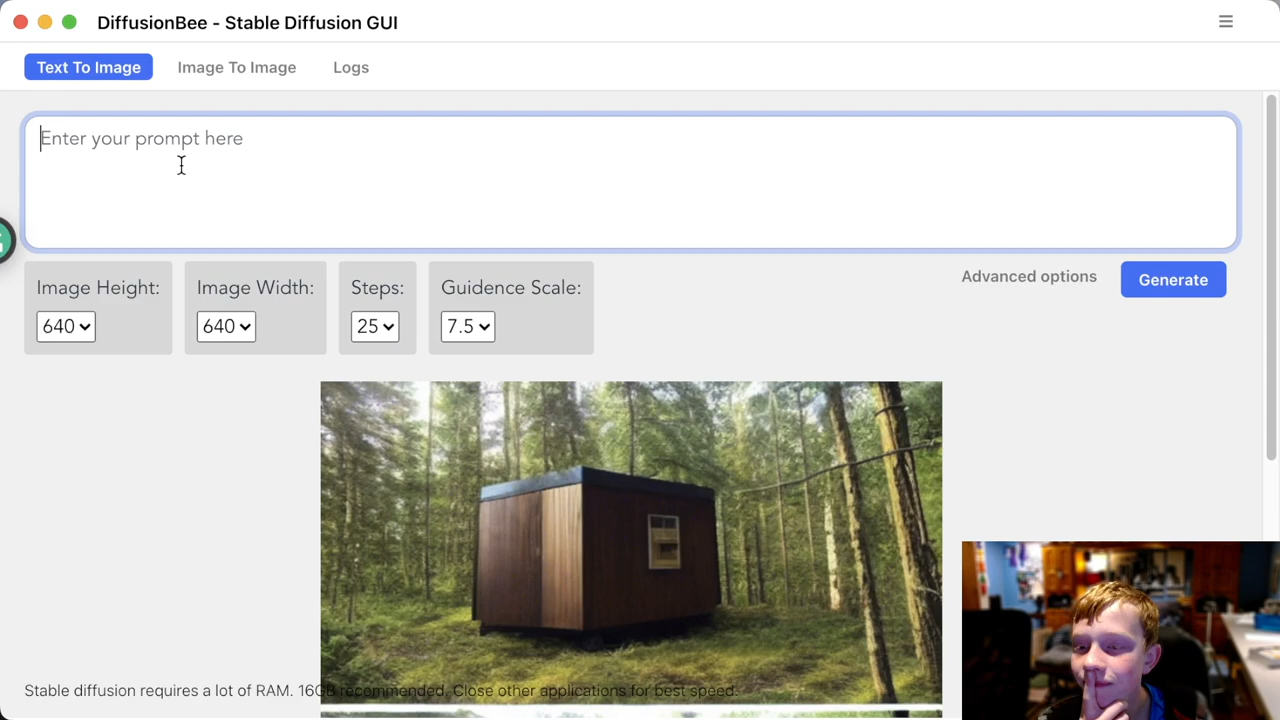 DiffusionBee - Stable Diffusion GUI
Text To Image
Image To Image
Logs
Enter your prompt here
Image Height:
Image Width:
Steps:
Guidence Scale:
640
640
25
7.5
Advanced options
Generate
Stable diffusion requires a lot of RAM. 16GB recommended. Close other applications for best speed.